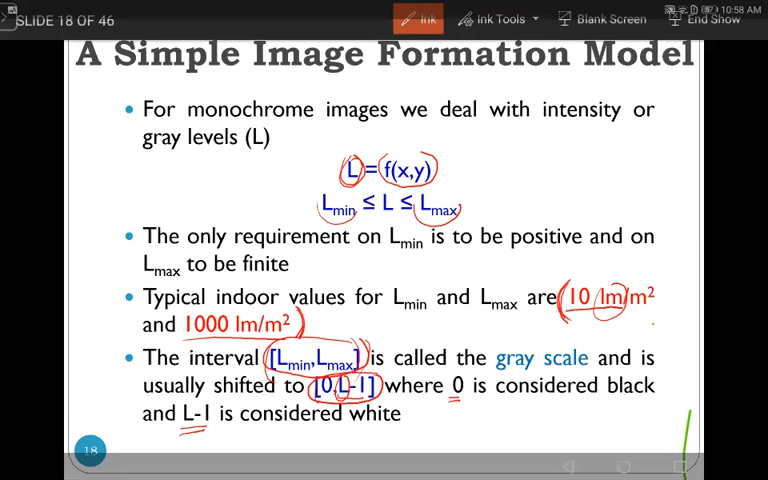 SLIDE 18 OF 46
Ink
Ink Tools
Blank Screen
End Show
10:58 AM
A Simple Image Formation Model
• For monochrome images we deal with intensity or
gray levels (L)
L = f(x,y)
Lmin ≤ L ≤ Lmax
• The only requirement on Lmin is to be positive and on
Lmax to be finite
• Typical indoor values for Lmin and Lmax are 10 lm/m²
and 1000 lm/m²
• The interval [Lmin,Lmax] is called the gray scale and is
usually shifted to [0,L-1] where 0 is considered black
and L-1 is considered white
18